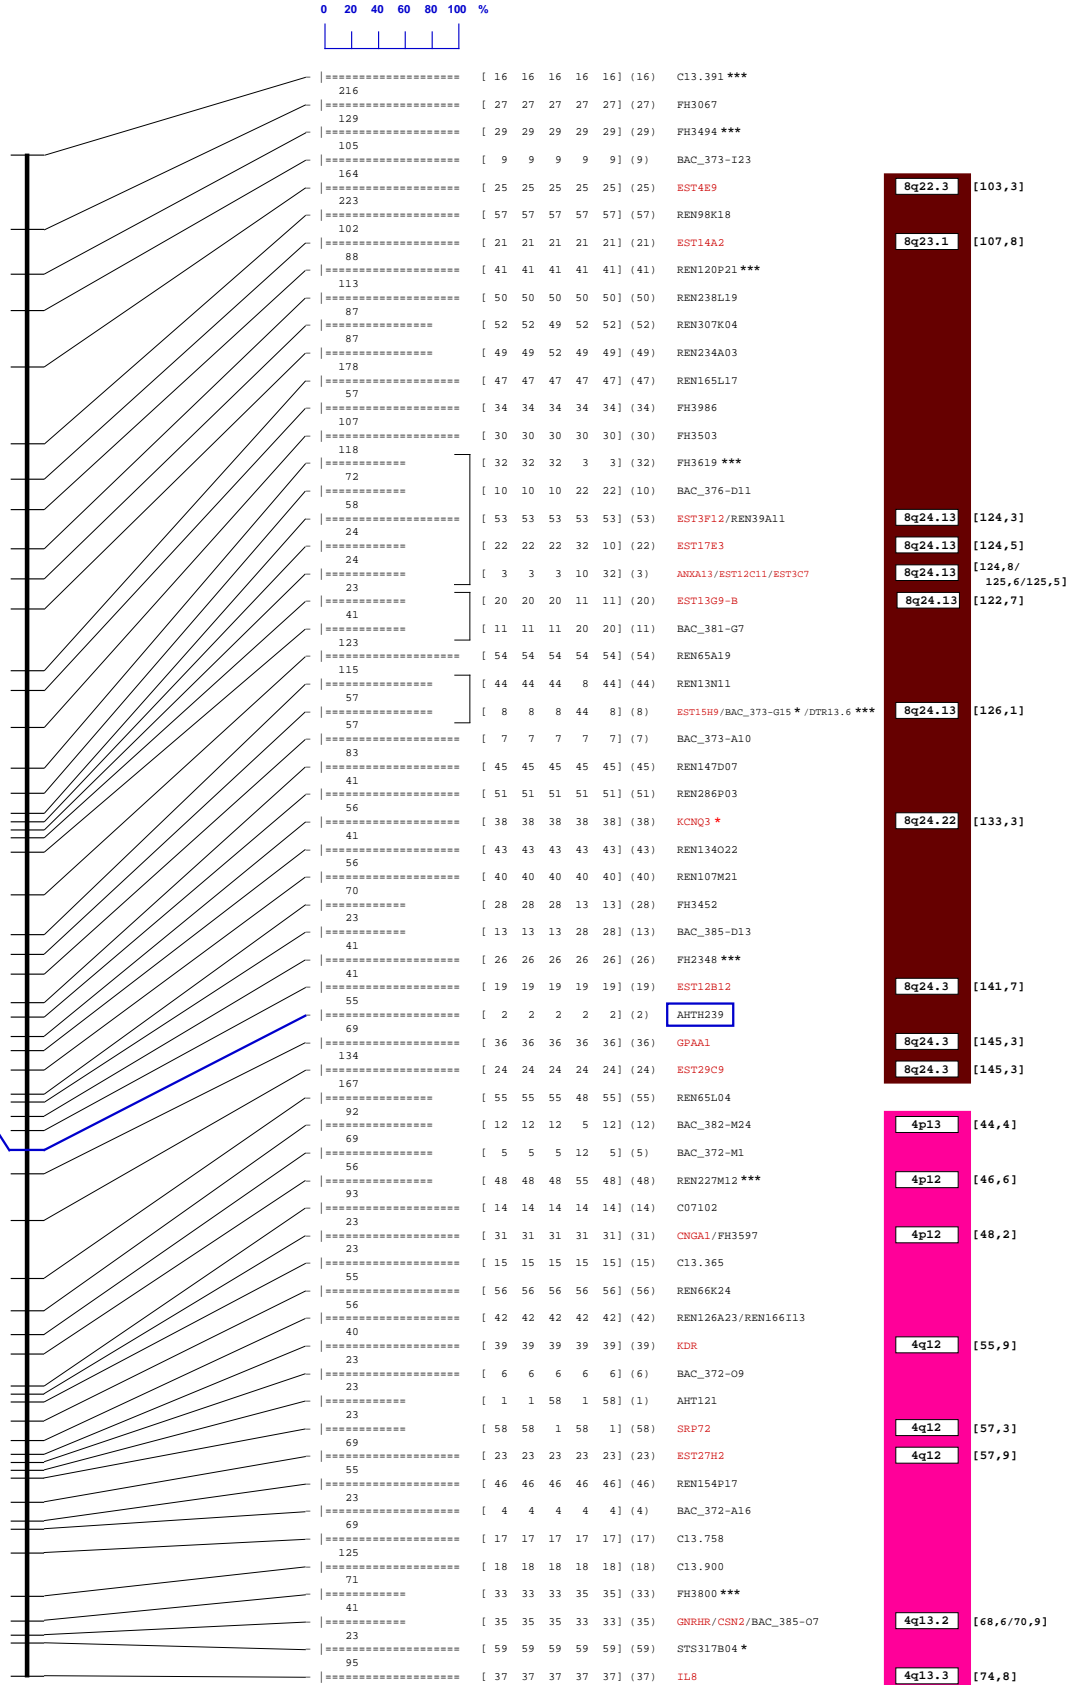 0 20 40 60 80 100 %
|==================== [ 16 16 16 16 16] (16) C13.391 ***
216
|==================== [ 27 27 27 27 27] (27) FH3067
129
|==================== [ 29 29 29 29 29] (29) FH3494 ***
105
|==================== [ 9 9 9 9 9] (9) BAC_373-I23
164
|==================== [ 25 25 25 25 25] (25) EST4E9 8q22.3 [103,3]
223
|==================== [ 57 57 57 57 57] (57) REN98K18
102
|==================== [ 21 21 21 21 21] (21) EST14A2 8q23.1 [107,8]
88
|==================== [ 41 41 41 41 41] (41) REN120P21 ***
113
|==================== [ 50 50 50 50 50] (50) REN238L19
87
|================ [ 52 52 49 52 52] (52) REN307K04
87
|================ [ 49 49 52 49 49] (49) REN234A03
178
|==================== [ 47 47 47 47 47] (47) REN165L17
57
|==================== [ 34 34 34 34 34] (34) FH3986
107
|==================== [ 30 30 30 30 30] (30) FH3503
118
|============ [ 32 32 32 3 3] (32) FH3619 ***
72
|============ [ 10 10 10 22 22] (10) BAC_376-D11
58
|============ [ 53 53 53 53 53] (53) EST3F12/REN39A11 8q24.13 [124,3]
24
|============ [ 22 22 22 32 10] (22) EST17E3 8q24.13 [124,5]
24
|============ [ 3 3 3 10 32] (3) ANXA13/EST12C11/EST3C7 8q24.13 [124,8/
125,6/125,5]
23
|============ [ 20 20 20 11 11] (20) EST13G9-B 8q24.13 [122,7]
41
|============ [ 11 11 11 20 20] (11) BAC_381-G7
123
|==================== [ 54 54 54 54 54] (54) REN65A19
115
|================ [ 44 44 44 8 44] (44) REN13N11
57
|================ [ 8 8 8 44 8] (8) EST15H9/BAC_373-G15 * /DTR13.6 *** 8q24.13 [126,1]
57
|==================== [ 7 7 7 7 7] (7) BAC_373-A10
83
|==================== [ 45 45 45 45 45] (45) REN147D07
41
|==================== [ 51 51 51 51 51] (51) REN286P03
56
|==================== [ 38 38 38 38 38] (38) KCNQ3 * 8q24.22 [133,3]
41
|==================== [ 43 43 43 43 43] (43) REN134O22
56
|==================== [ 40 40 40 40 40] (40) REN107M21
70
|============ [ 28 28 28 13 13] (28) FH3452
23
|============ [ 13 13 13 28 28] (13) BAC_385-D13
41
|==================== [ 26 26 26 26 26] (26) FH2348 ***
41
|==================== [ 19 19 19 19 19] (19) EST12B12 8q24.3 [141,7]
55
|==================== [ 2 2 2 2 2] (2) AHTH239
69
|==================== [ 36 36 36 36 36] (36) GPAA1 8q24.3 [145,3]
134
|==================== [ 24 24 24 24 24] (24) EST29C9 8q24.3 [145,3]
167
|================ [ 55 55 55 48 55] (55) REN65L04
92
|================ [ 12 12 12 5 12] (12) BAC_382-M24 4p13 [44,4]
69
|================ [ 5 5 5 12 5] (5) BAC_372-M1
56
|================ [ 48 48 48 55 48] (48) REN227M12 *** 4p12 [46,6]
93
|==================== [ 14 14 14 14 14] (14) C07102
23
|==================== [ 31 31 31 31 31] (31) CNGA1/FH3597 4p12 [48,2]
23
|==================== [ 15 15 15 15 15] (15) C13.365
55
|==================== [ 56 56 56 56 56] (56) REN66K24
56
|==================== [ 42 42 42 42 42] (42) REN126A23/REN166I13
40
|==================== [ 39 39 39 39 39] (39) KDR 4q12 [55,9]
23
|==================== [ 6 6 6 6 6] (6) BAC_372-O9
23
|============ [ 1 1 58 1 58] (1) AHT121
23
|============ [ 58 58 1 58 1] (58) SRP72 4q12 [57,3]
69
|==================== [ 23 23 23 23 23] (23) EST27H2 4q12 [57,9]
55
|==================== [ 46 46 46 46 46] (46) REN154P17
23
|==================== [ 4 4 4 4 4] (4) BAC_372-A16
69
|==================== [ 17 17 17 17 17] (17) C13.758
125
|==================== [ 18 18 18 18 18] (18) C13.900
71
|============ [ 33 33 33 35 35] (33) FH3800 ***
41
|============ [ 35 35 35 33 33] (35) GNRHR/CSN2/BAC_385-O7 4q13.2 [68,6/70,9]
23
|==================== [ 59 59 59 59 59] (59) STS317B04 *
95
|==================== [ 37 37 37 37 37] (37) IL8 4q13.3 [74,8]